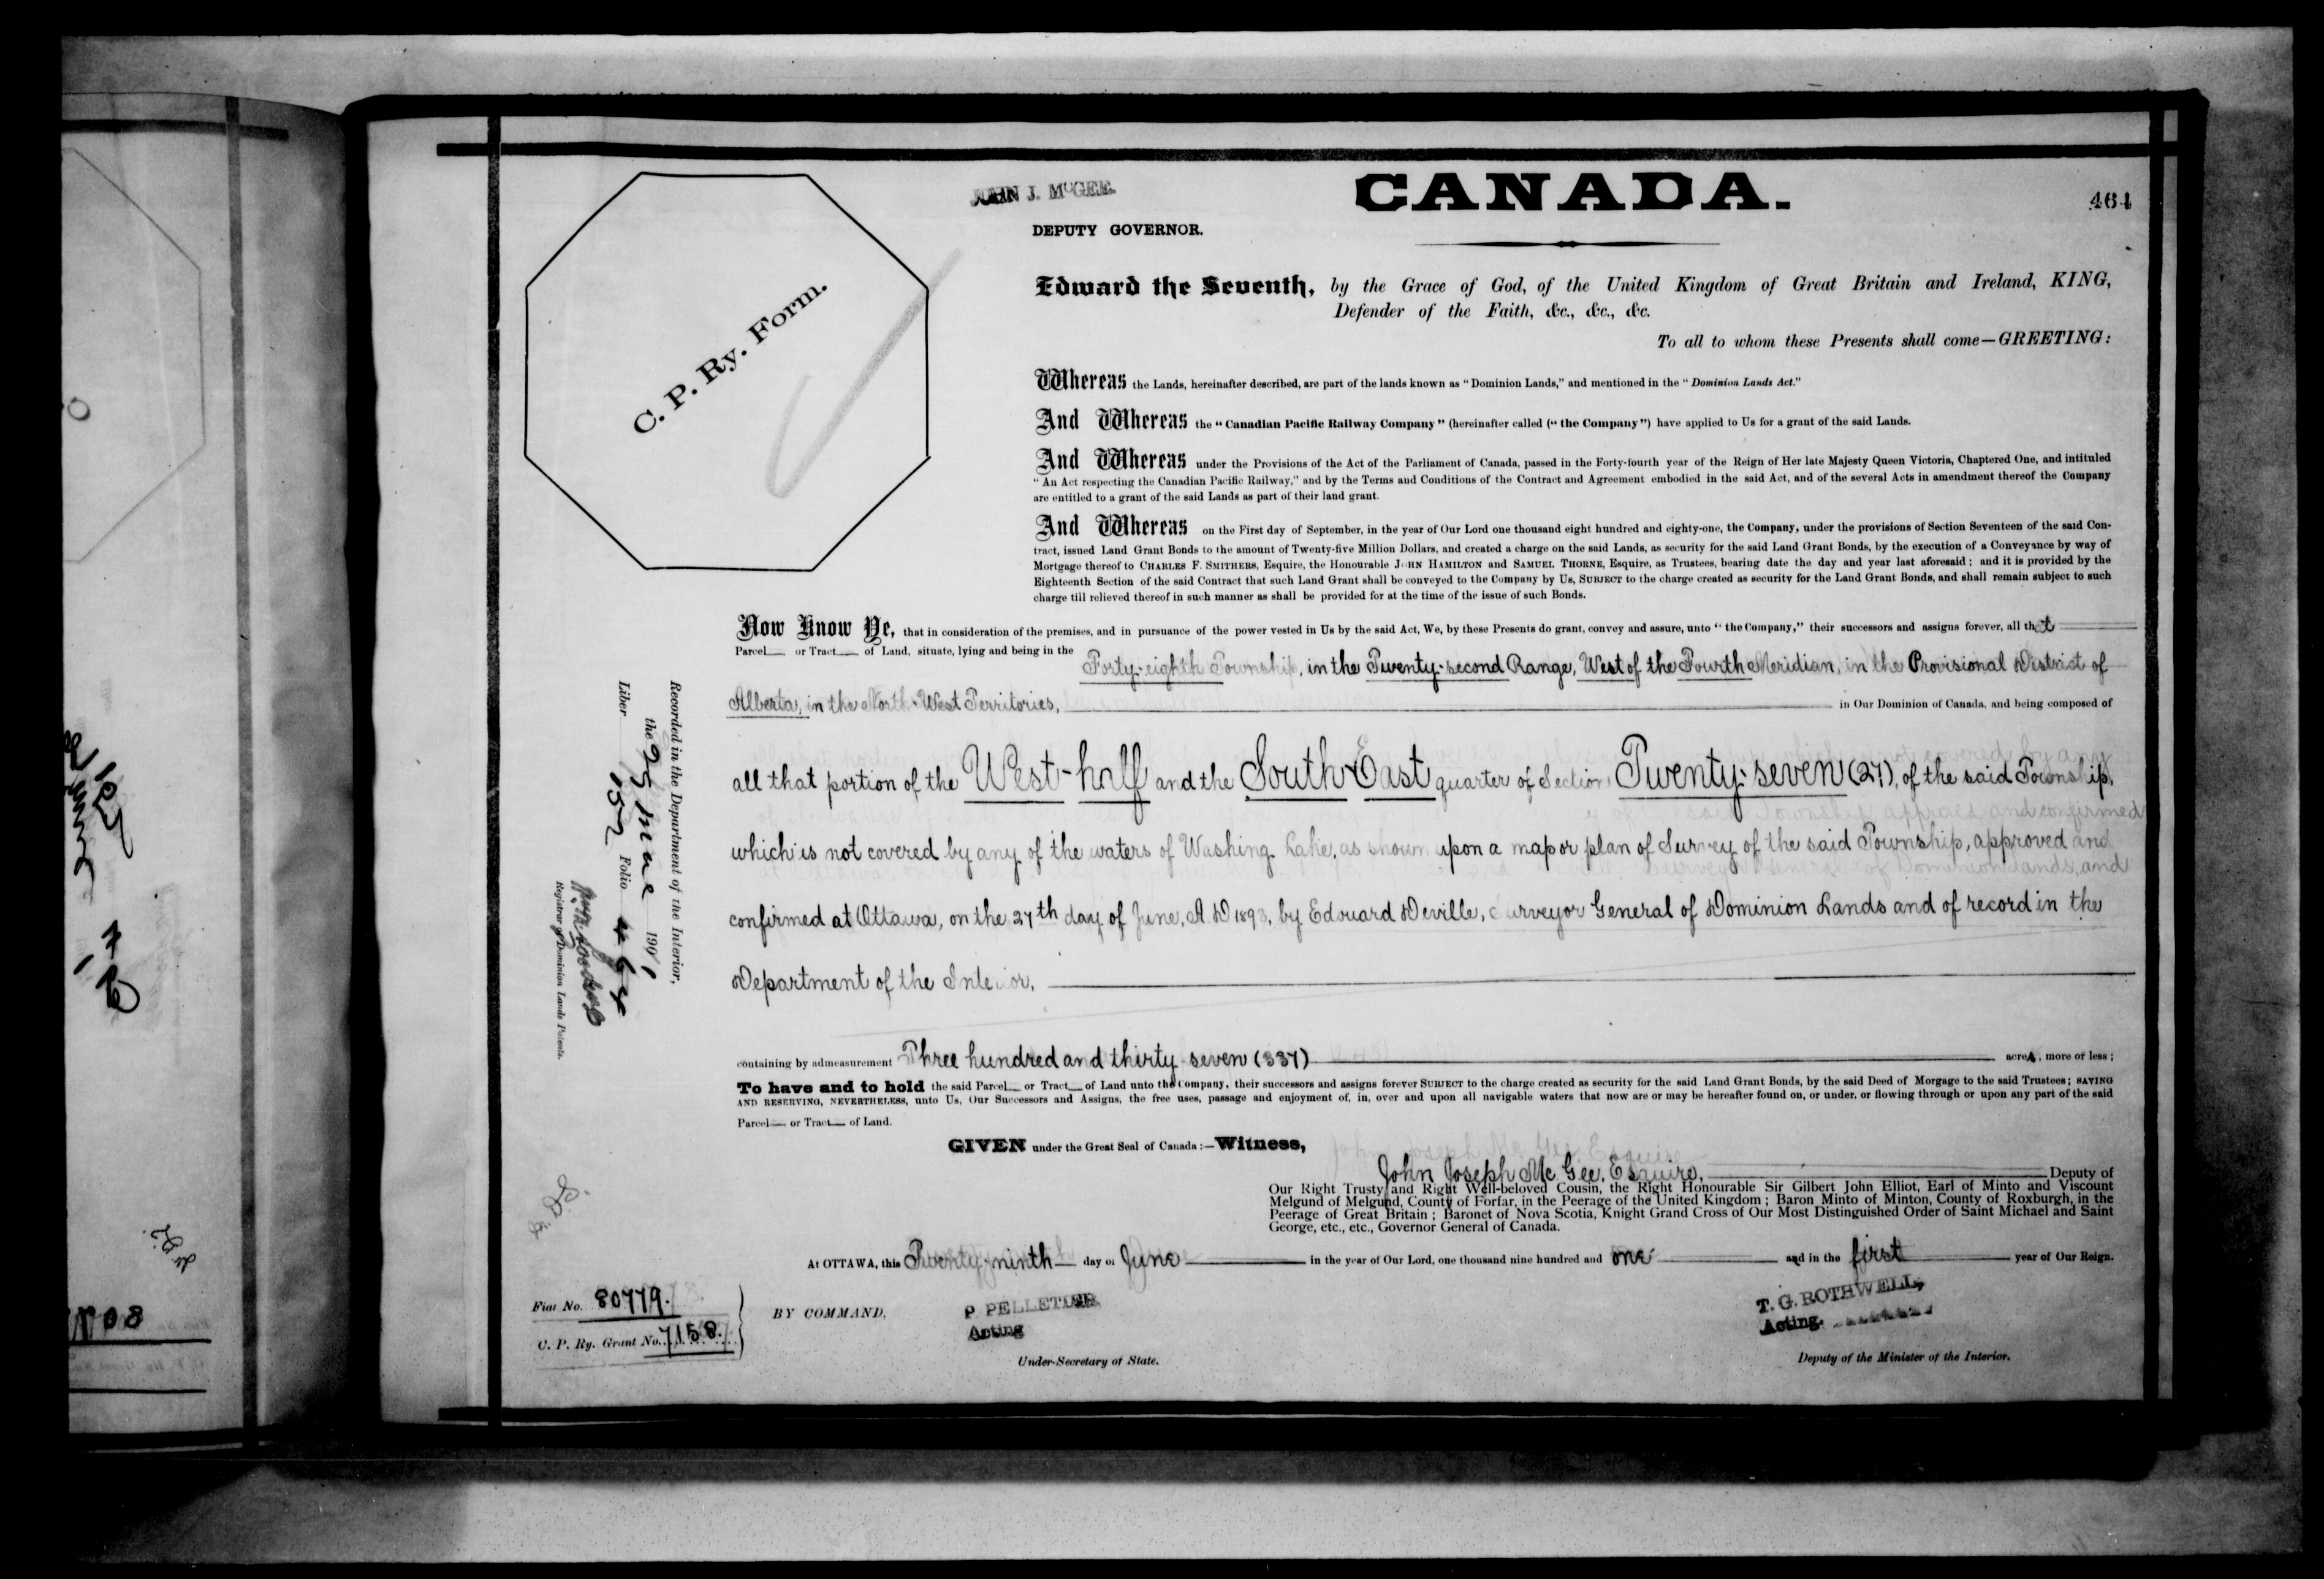 JOHN J. McGEE.
DEPUTY GOVERNOR.
CANADA.
464
C. P. Ry. Form.
Edward the Seventh, by the Grace of God, of the United Kingdom of Great Britain and Ireland, KING,
Defender of the Faith, &c., &c., &c.
To all to whom these Presents shall come—GREETING:
Whereas the Lands, hereinafter described, are part of the lands known as "Dominion Lands," and mentioned in the "Dominion Lands Act."
And Whereas the "Canadian Pacific Railway Company" (hereinafter called ("the Company") have applied to Us for a grant of the said Lands.
And Whereas under the Provisions of the Act of the Parliament of Canada, passed in the Forty-fourth year of the Reign of Her late Majesty Queen Victoria, Chaptered One, and intituled
"An Act respecting the Canadian Pacific Railway," and by the Terms and Conditions of the Contract and Agreement embodied in the said Act, and of the several Acts in amendment thereof the Company
are entitled to a grant of the said Lands as part of their land grant.
And Whereas on the First day of September, in the year of Our Lord one thousand eight hundred and eighty-one, the Company, under the provisions of Section Seventeen of the said Con-
tract, issued Land Grant Bonds to the amount of Twenty-five Million Dollars, and created a charge on the said Lands, as security for the said Land Grant Bonds, by the execution of a Conveyance by way of
Mortgage thereof to CHARLES F. SMITHERS, Esquire, the Honourable JOHN HAMILTON and SAMUEL THORNE, Esquire, as Trustees, bearing date the day and year last aforesaid; and it is provided by the
Eighteenth Section of the said Contract that such Land Grant shall be conveyed to the Company by Us, SUBJECT to the charge created as security for the Land Grant Bonds, and shall remain subject to such
charge till relieved thereof in such manner as shall be provided for at the time of the issue of such Bonds.
Now Know Ye, that in consideration of the premises, and in pursuance of the power vested in Us by the said Act, We, by these Presents do grant, convey and assure, unto "the Company," their successors and assigns forever, all that
Parcel or Tract of Land, situate, lying and being in the Forty-eighth Township, in the Twenty-second Range, West of the Fourth Meridian, in the Provisional District of
Alberta, in the North-West Territories, in Our Dominion of Canada, and being composed of
all that portion of the West-half and the South-East quarter of Section Twenty-seven (27), of the said Township,
which is not covered by any of the waters of Washing Lake, as shown upon a map or plan of Survey of the said Township, approved and
confirmed at Ottawa, on the 27th day of June, A.D 1893, by Edouard Deville, Surveyor General of Dominion Lands and of record in the
Department of the Interior,
containing by admeasurement Three hundred and thirty-seven (337) acres, more or less;
To have and to hold the said Parcel or Tract of Land unto the Company, their successors and assigns forever SUBJECT to the charge created as security for the said Land Grant Bonds, by the said Deed of Morgage to the said Trustees; SAVING
AND RESERVING, NEVERTHELESS, unto Us, Our Successors and Assigns, the free uses, passage and enjoyment of, in, over and upon all navigable waters that now are or may be hereafter found on, or under, or flowing through or upon any part of the said
Parcel or Tract of Land.
GIVEN under the Great Seal of Canada:—Witness,
John Joseph McGee, Esquire, Deputy of
Our Right Trusty and Right Well-beloved Cousin, the Right Honourable Sir Gilbert John Elliot, Earl of Minto and Viscount
Melgund of Melgund, County of Forfar, in the Peerage of the United Kingdom; Baron Minto of Minton, County of Roxburgh, in the
Peerage of Great Britain; Baronet of Nova Scotia, Knight Grand Cross of Our Most Distinguished Order of Saint Michael and Saint
George, etc., etc., Governor General of Canada.
At OTTAWA, this Twenty-ninth day of June in the year of Our Lord, one thousand nine hundred and one and in the first year of Our Reign.
Fiat No. 80779.
C. P. Ry. Grant No. 7158.
BY COMMAND,
P PELLETIER
Acting
Under-Secretary of State.
T. G. ROTHWELL,
Acting.
Deputy of the Minister of the Interior.
Recorded in the Department of the Interior,
the 29 June 1901
Liber 152 Folio 464
Registrar of Dominion Lands Patents.